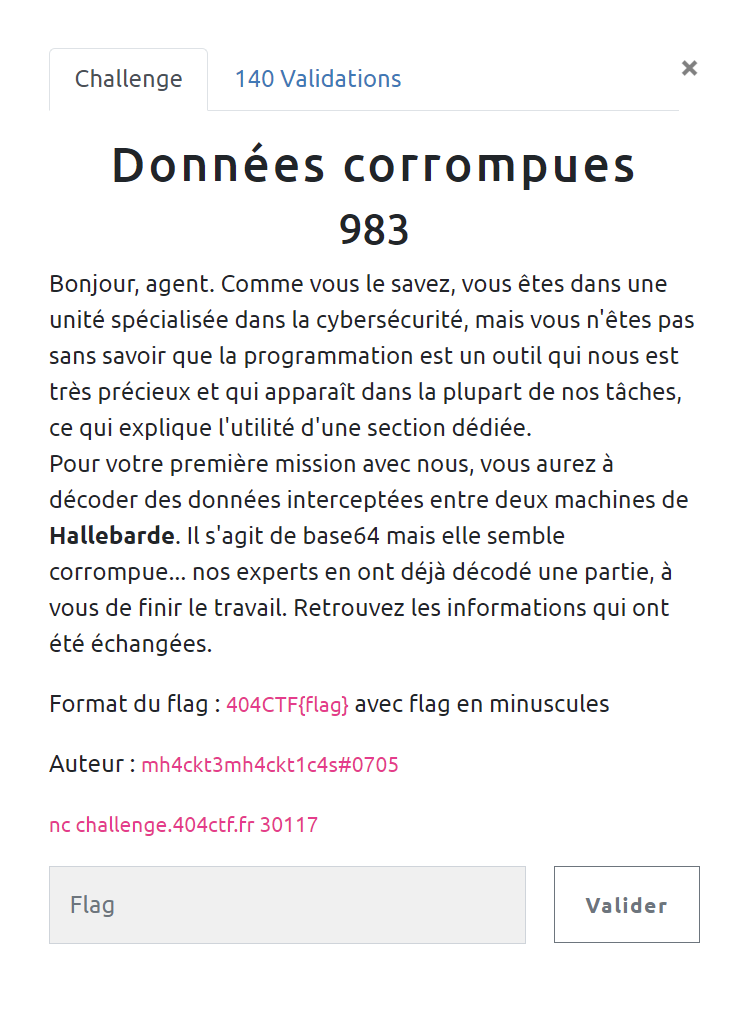 Challenge
140 Validations
×
Données corrompues
983
Bonjour, agent. Comme vous le savez, vous êtes dans une
unité spécialisée dans la cybersécurité, mais vous n'êtes pas
sans savoir que la programmation est un outil qui nous est
très précieux et qui apparaît dans la plupart de nos tâches,
ce qui explique l'utilité d'une section dédiée.
Pour votre première mission avec nous, vous aurez à
décoder des données interceptées entre deux machines de
Hallebarde. Il s'agit de base64 mais elle semble
corrompue... nos experts en ont déjà décodé une partie, à
vous de finir le travail. Retrouvez les informations qui ont
été échangées.
Format du flag : 404CTF{flag} avec flag en minuscules
Auteur : mh4ckt3mh4ckt1c4s#0705
nc challenge.404ctf.fr 30117
Flag
Valider